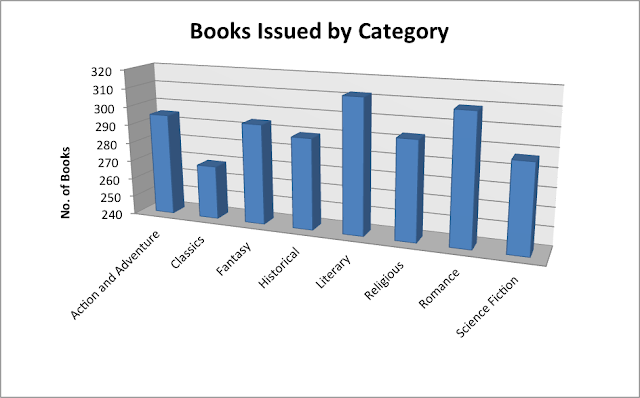 Books Issued by Category
No. of Books
320
310
300
290
280
270
260
250
240
Action and Adventure
Classics
Fantasy
Historical
Literary
Religious
Romance
Science Fiction